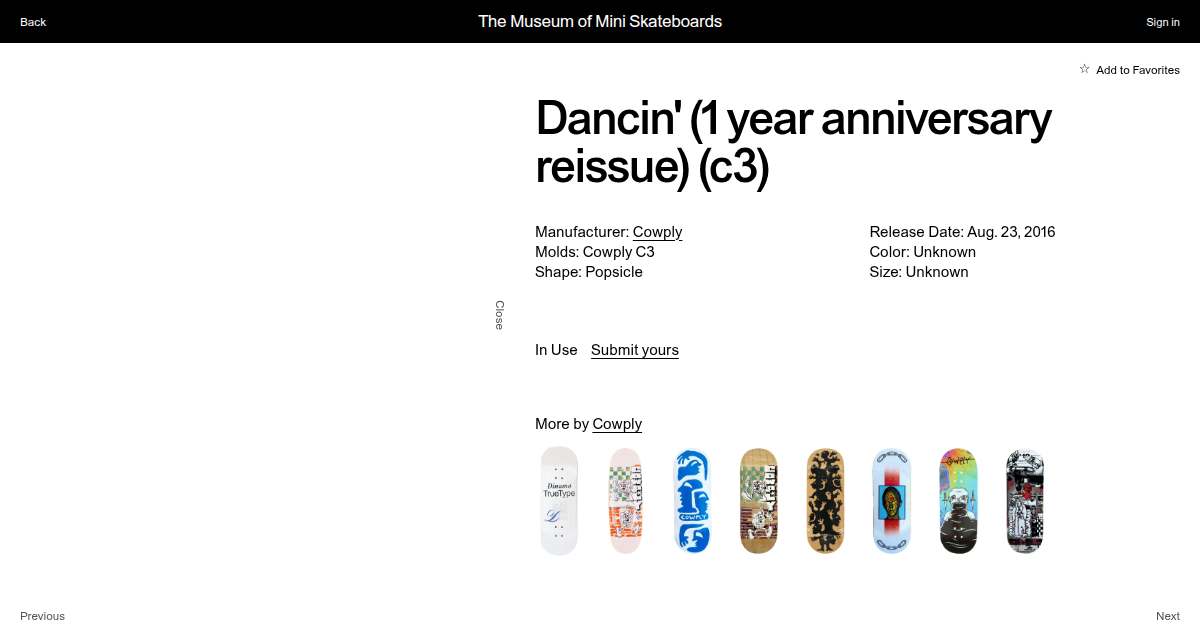 Back
The Museum of Mini Skateboards
Sign in
☆ Add to Favorites
Dancin' (1 year anniversary
reissue) (c3)
Manufacturer: Cowply
Molds: Cowply C3
Shape: Popsicle
Release Date: Aug. 23, 2016
Color: Unknown
Size: Unknown
Close
In Use Submit yours
More by Cowply
Dinamo
TrueType
COWPLY
Previous
Next